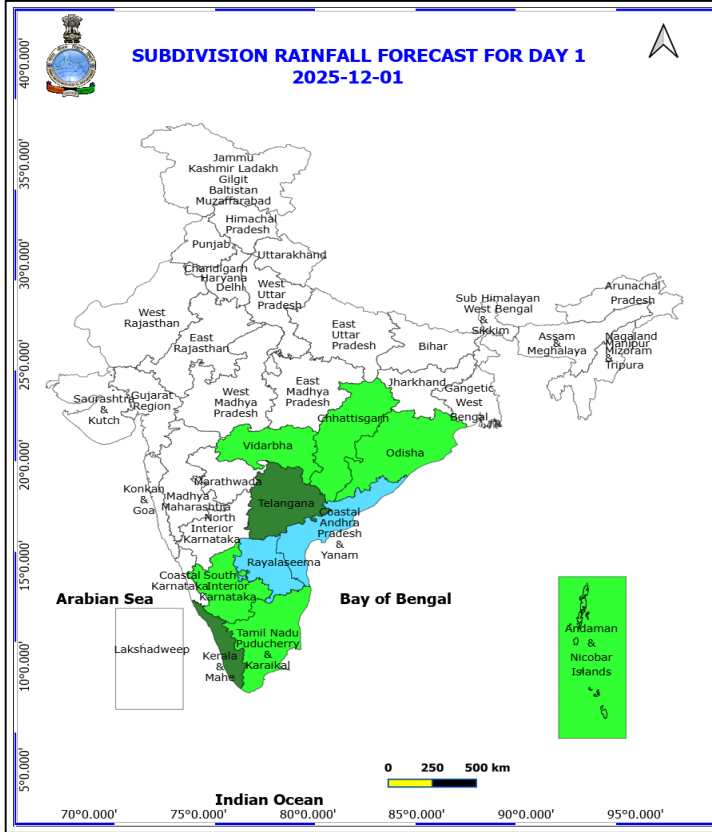 SUBDIVISION RAINFALL FORECAST FOR DAY 1
2025-12-01
40°0.000'
35°0.000'
30°0.000'
25°0.000'
20°0.000'
15°0.000'
10°0.000'
5°0.000'
Jammu
Kashmir Ladakh
Gilgit
Baltistan
Muzaffarabad
Himachal
Pradesh
Punjab
Uttarakhand
Chandigarh
Haryana
Delhi
West
Uttar
Pradesh
West
Rajasthan
East
Rajasthan
East
Uttar
Pradesh
Bihar
Sub Himalayan
West Bengal
&
Sikkim
Arunachal
Pradesh
Assam
&
Meghalaya
Nagaland
Manipur
Mizoram
&
Tripura
Saurashtra
&
Kutch
Gujarat
Region
West
Madhya
Pradesh
East
Madhya
Pradesh
Jharkhand
Gangetic
West
Bengal
Chhattisgarh
Vidarbha
Odisha
Konkan
&
Goa
Madhya
Maharashtra
Marathwada
Telangana
North
Interior
Karnataka
Coastal
Andhra
Pradesh
&
Yanam
Rayalaseema
Coastal
Karnataka
South
Interior
Karnataka
Arabian Sea
Bay of Bengal
Lakshadweep
Kerala
&
Mahe
Tamil Nadu
Puducherry
&
Karaikal
Andaman
&
Nicobar
Islands
0 250 500 km
Indian Ocean
70°0.000' 75°0.000' 80°0.000' 85°0.000' 90°0.000' 95°0.000'